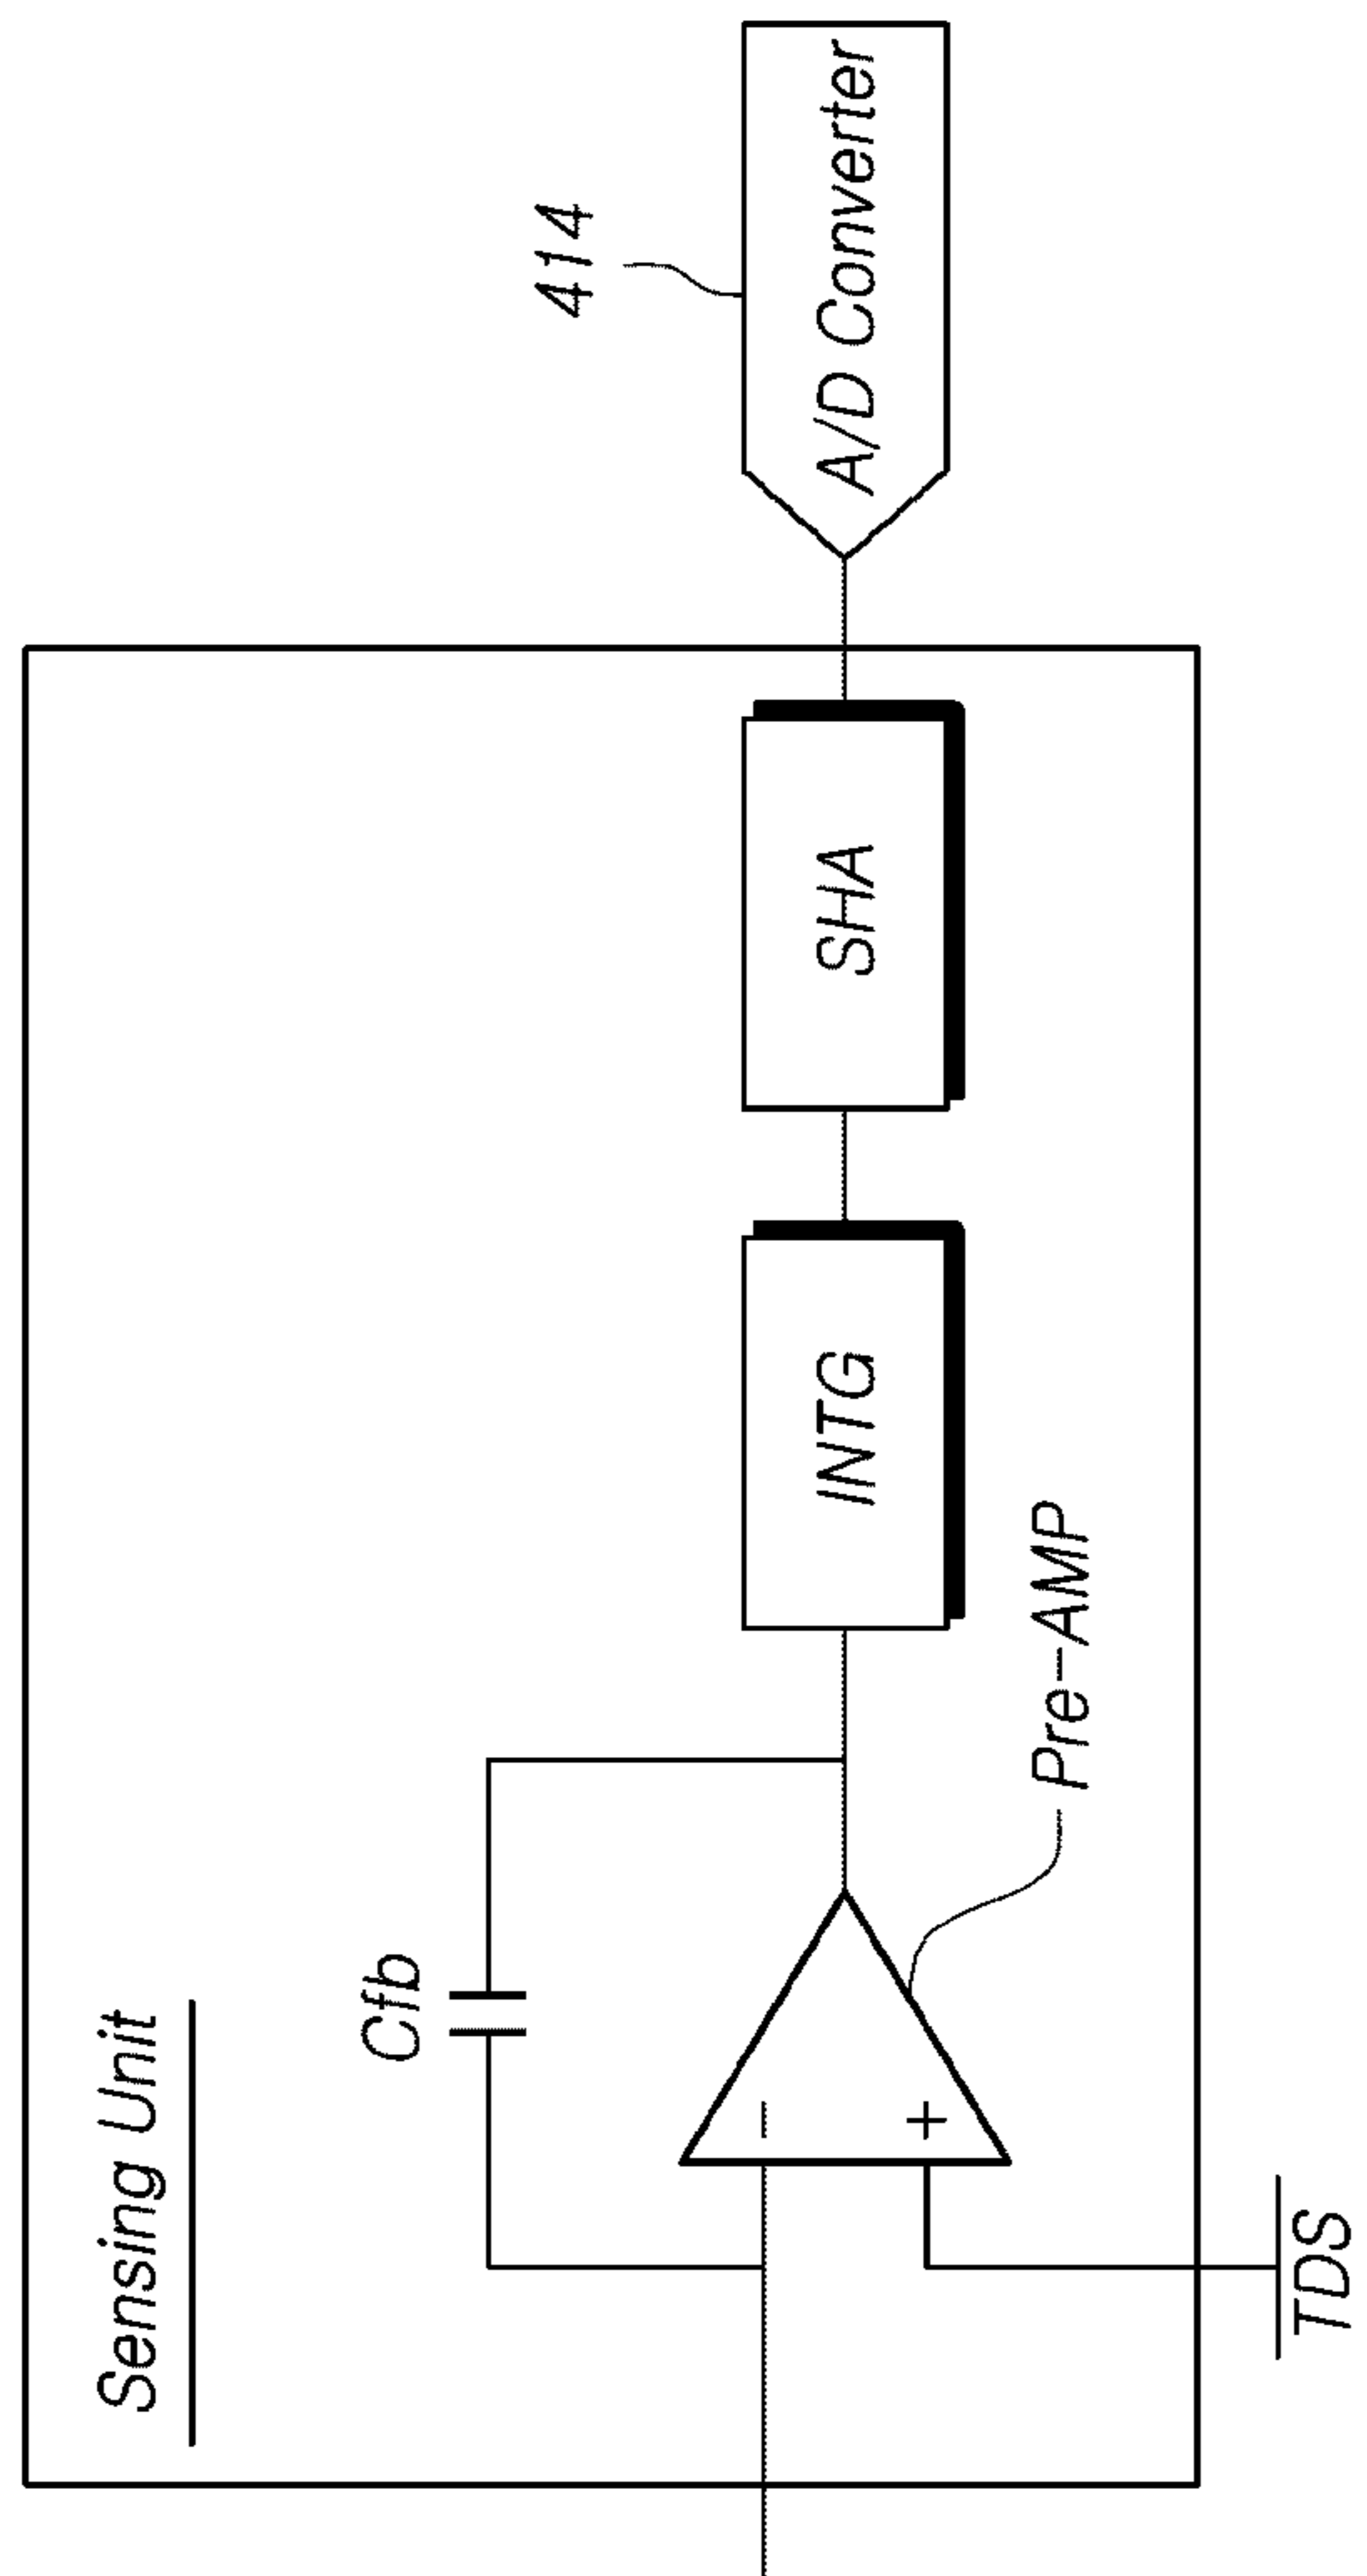 Sensing Unit
Cfb
414
−
+
INTG
SHA
A/D Converter
Pre-AMP
TDS